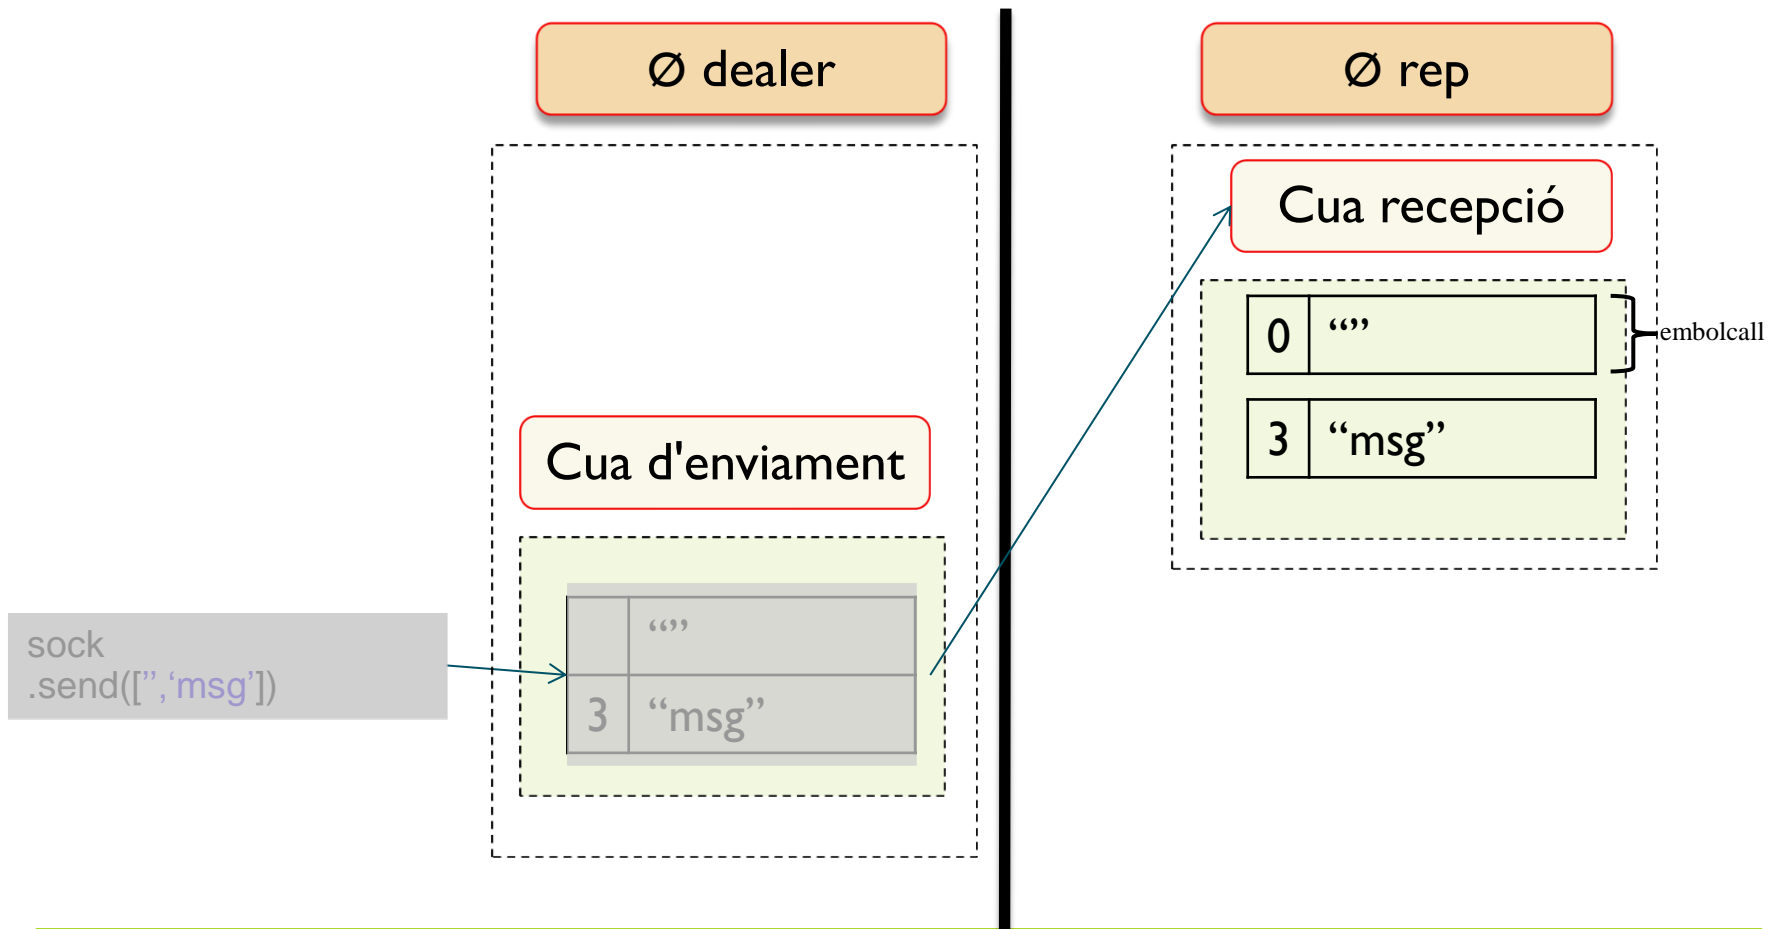 Ø dealer
Ø rep
Cua recepció
0 “”
embolcall
3 “msg”
Cua d'enviament
“”
3 “msg”
sock
.send([’’,‘msg’])